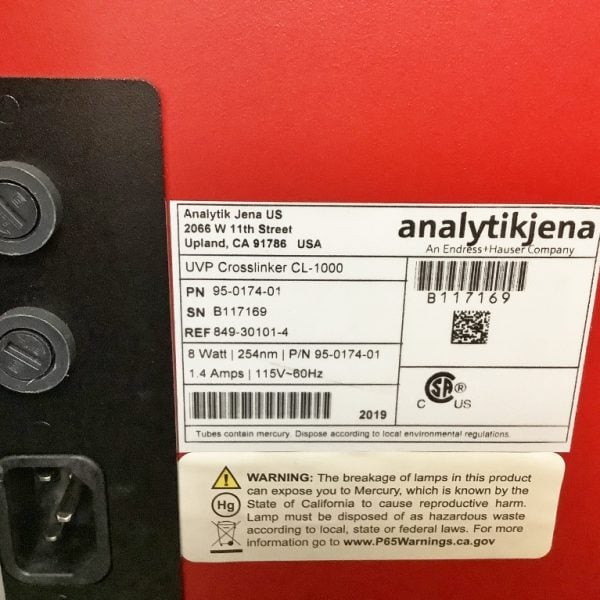 Analytik Jena US
2066 W 11th Street
Upland, CA 91786 USA
analytikjena
An Endress+Hauser Company
UVP Crosslinker CL-1000
PN 95-0174-01
SN B117169
REF 849-30101-4
B117169
8 Watt | 254nm | P/N 95-0174-01
1.4 Amps | 115V~60Hz
2019
SA ®
C US
Tubes contain mercury. Dispose according to local environmental regulations.
WARNING: The breakage of lamps in this product
can expose you to Mercury, which is known by the
Hg
State of California to cause reproductive harm.
Lamp must be disposed of as hazardous waste
according to local, state or federal laws. For more
information go to www.P65Warnings.ca.gov